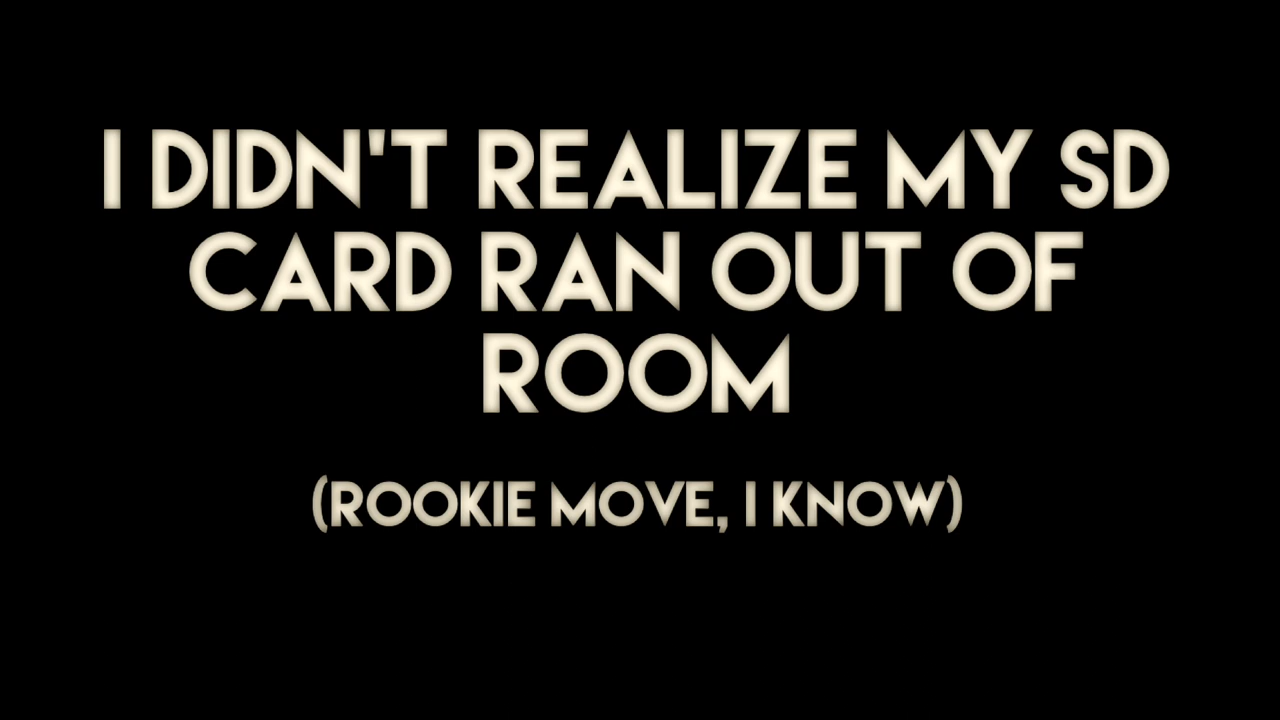 I DIDN'T REALIZE MY SD
CARD RAN OUT OF
ROOM
(ROOKIE MOVE, I KNOW)